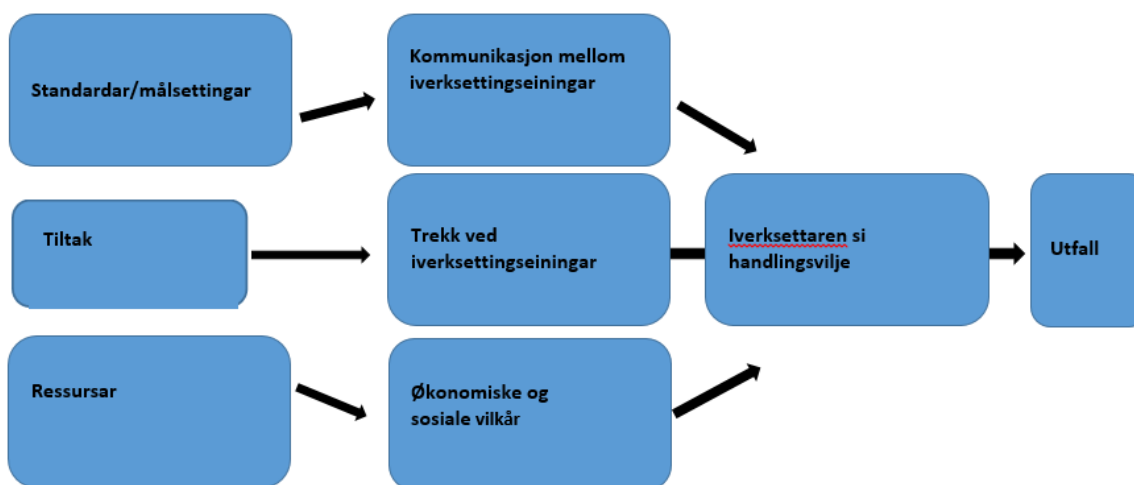 Standardar/målsettingar
Kommunikasjon mellom
iverksettingseiningar
Tiltak
Trekk ved
iverksettingseiningar
Iverksettaren si
handlingsvilje
Utfall
Ressursar
Økonomiske og
sosiale vilkår